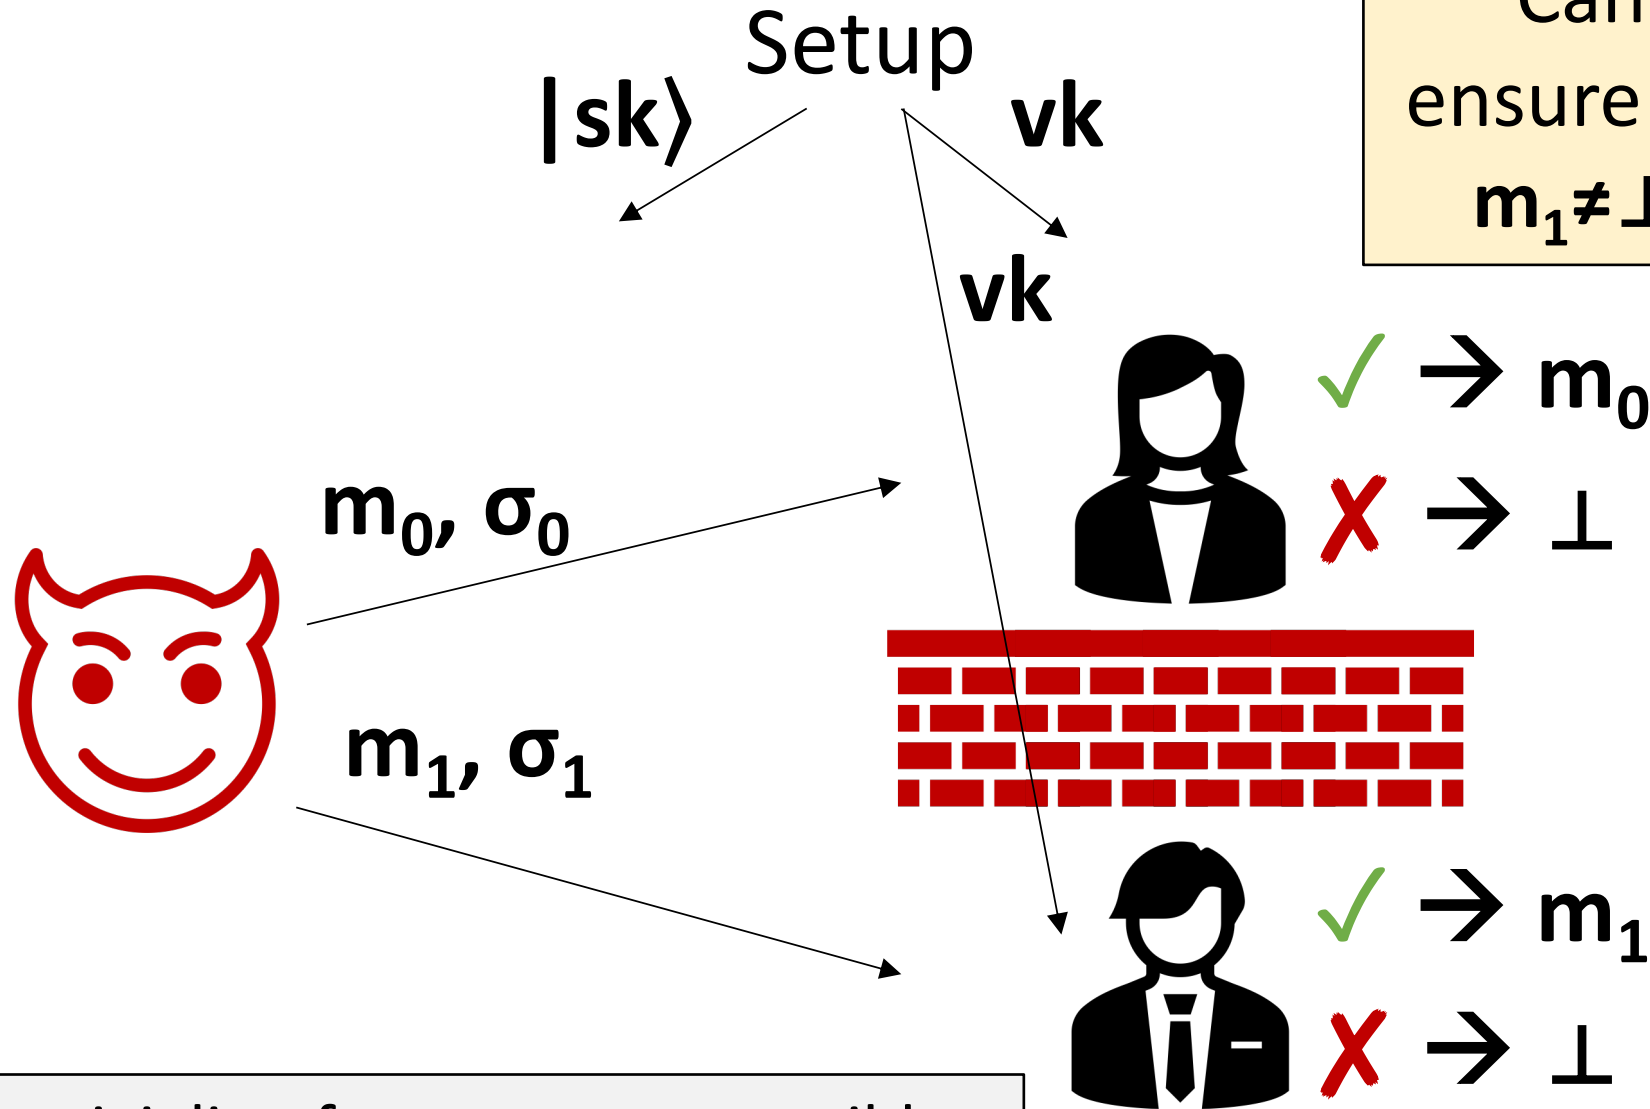 Setup
|sk⟩
vk
vk
ensure
m₁≠⊥
✓ → m₀
✗ → ⊥
m₀, σ₀
m₁, σ₁
✓ → m₁
✗ → ⊥